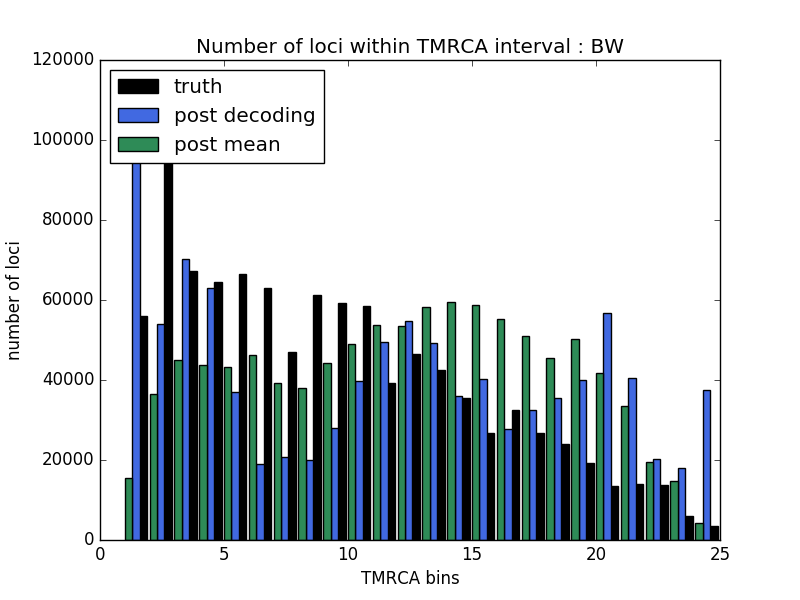 Number of loci within TMRCA interval : BW
120000
100000
80000
60000
40000
20000
0
number of loci
truth
post decoding
post mean
0 5 10 15 20 25
TMRCA bins